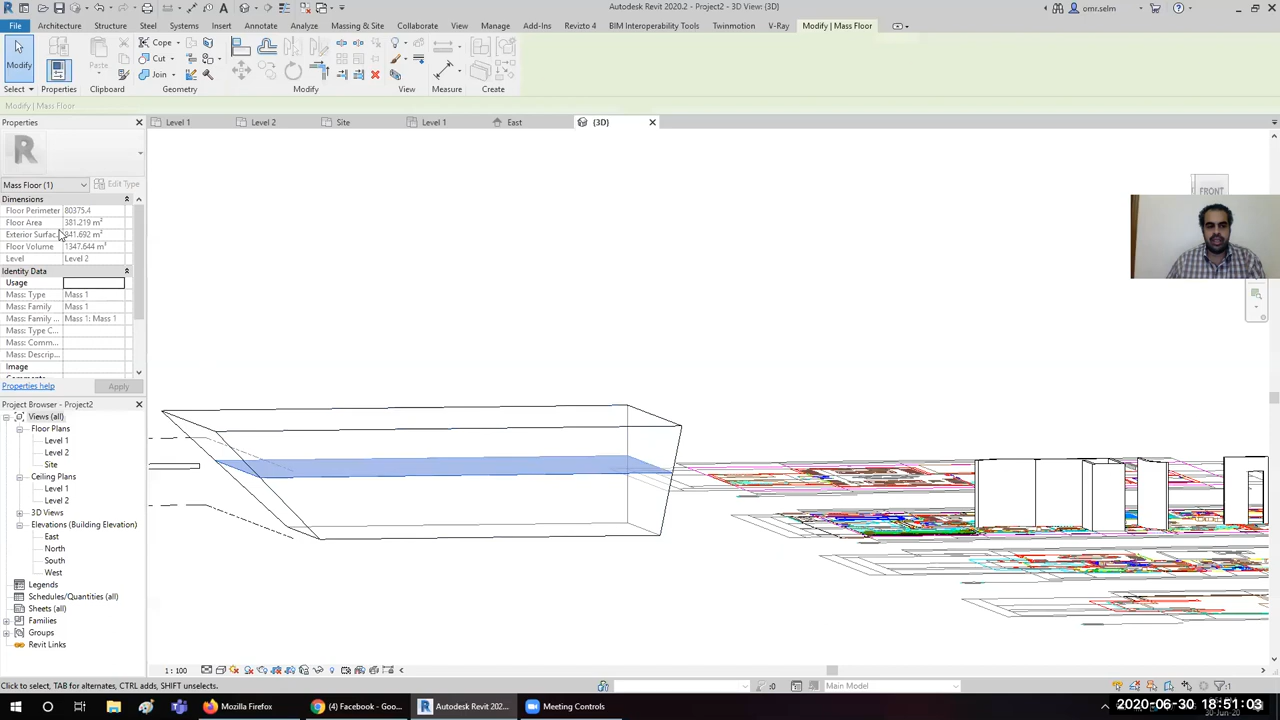 Autodesk Revit 2020.2 - Project2 - 3D View: {3D}
omr.selm
File Architecture Structure Steel Systems Insert Annotate Analyze Massing & Site Collaborate View Manage Add-Ins Revizto 4 BIM Interoperability Tools Twinmotion V-Ray Modify | Mass Floor
Modify
Paste
Cope
Cut
Join
Select Properties Clipboard Geometry Modify View Measure Create
Modify | Mass Floor
Properties
Level 1 Level 2 Site Level 1 East {3D}
R
FRONT
Mass Floor (1) Edit Type
Dimensions
Floor Perimeter 80375.4
Floor Area 381.219 m²
Exterior Surfac...
Floor Volume 1347.644 m³
Level Level 2
Identity Data
Usage
Mass: Type Mass 1
Mass: Family Mass 1
Mass: Family ... Mass 1: Mass 1
Mass: Type C...
Mass: Comm...
Mass: Descrip...
Image
Properties help Apply
Project Browser - Project2
Views (all)
Floor Plans
Level 1
Level 2
Site
Ceiling Plans
Level 1
Level 2
3D Views
Elevations (Building Elevation)
East
North
South
West
Legends
Schedules/Quantities (all)
Sheets (all)
Families
Groups
Revit Links
1 : 100
Click to select, TAB for alternates, CTRL adds, SHIFT unselects.
:0
Main Model
:1
Mozilla Firefox
(4) Facebook - Goo...
Autodesk Revit 202...
Meeting Controls
2020-06-30 18:51:03